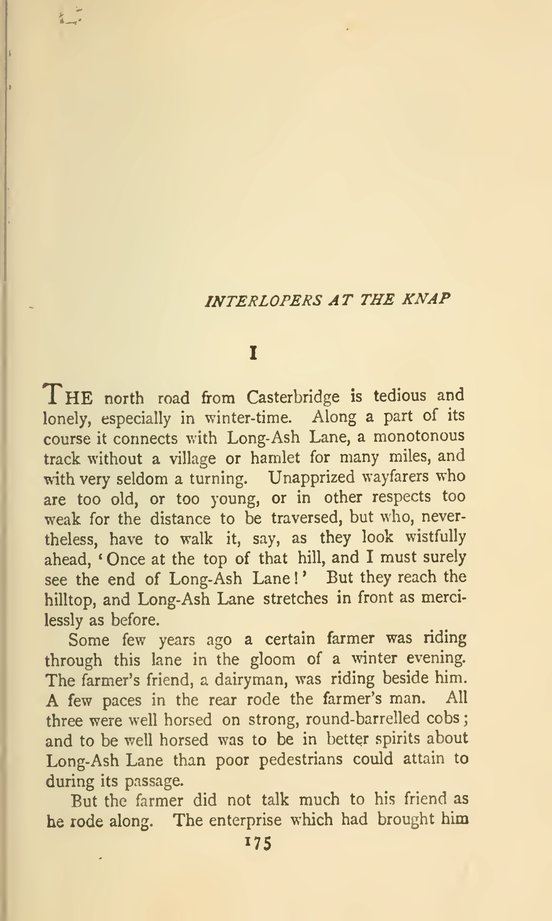 INTERLOPERS AT THE KNAP
I
THE north road from Casterbridge is tedious and
lonely, especially in winter-time. Along a part of its
course it connects with Long-Ash Lane, a monotonous
track without a village or hamlet for many miles, and
with very seldom a turning. Unapprized wayfarers who
are too old, or too young, or in other respects too
weak for the distance to be traversed, but who, never-
theless, have to walk it, say, as they look wistfully
ahead, ‘Once at the top of that hill, and I must surely
see the end of Long-Ash Lane!’ But they reach the
hilltop, and Long-Ash Lane stretches in front as merci-
lessly as before.
Some few years ago a certain farmer was riding
through this lane in the gloom of a winter evening.
The farmer’s friend, a dairyman, was riding beside him.
A few paces in the rear rode the farmer’s man. All
three were well horsed on strong, round-barrelled cobs;
and to be well horsed was to be in better spirits about
Long-Ash Lane than poor pedestrians could attain to
during its passage.
But the farmer did not talk much to his friend as
he rode along. The enterprise which had brought him
175